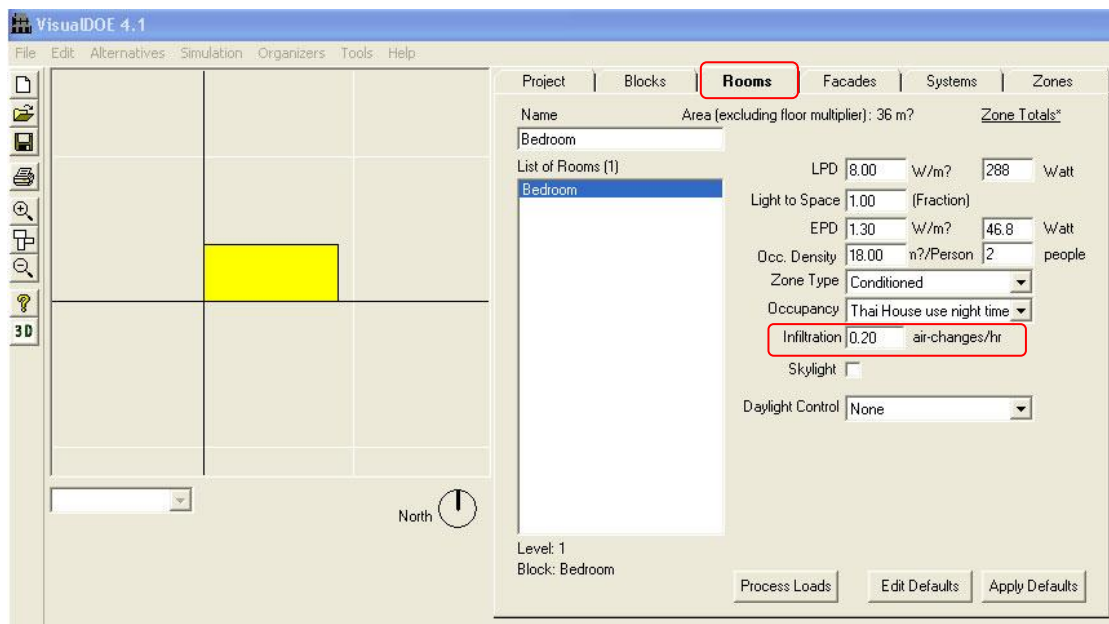 VisualDOE 4.1
File Edit Alternatives Simulation Organizers Tools Help
Project Blocks Rooms Facades Systems Zones
Name Area (excluding floor multiplier): 36 m? Zone Totals*
Bedroom
List of Rooms (1)
Bedroom
LPD 8.00 W/m? 288 Watt
Light to Space 1.00 (Fraction)
EPD 1.30 W/m? 46.8 Watt
Occ. Density 18.00 m?/Person 2 people
Zone Type Conditioned
Occupancy Thai House use night time
Infiltration 0.20 air-changes/hr
Skylight
Daylight Control None
3D
North
Level: 1
Block: Bedroom
Process Loads Edit Defaults Apply Defaults